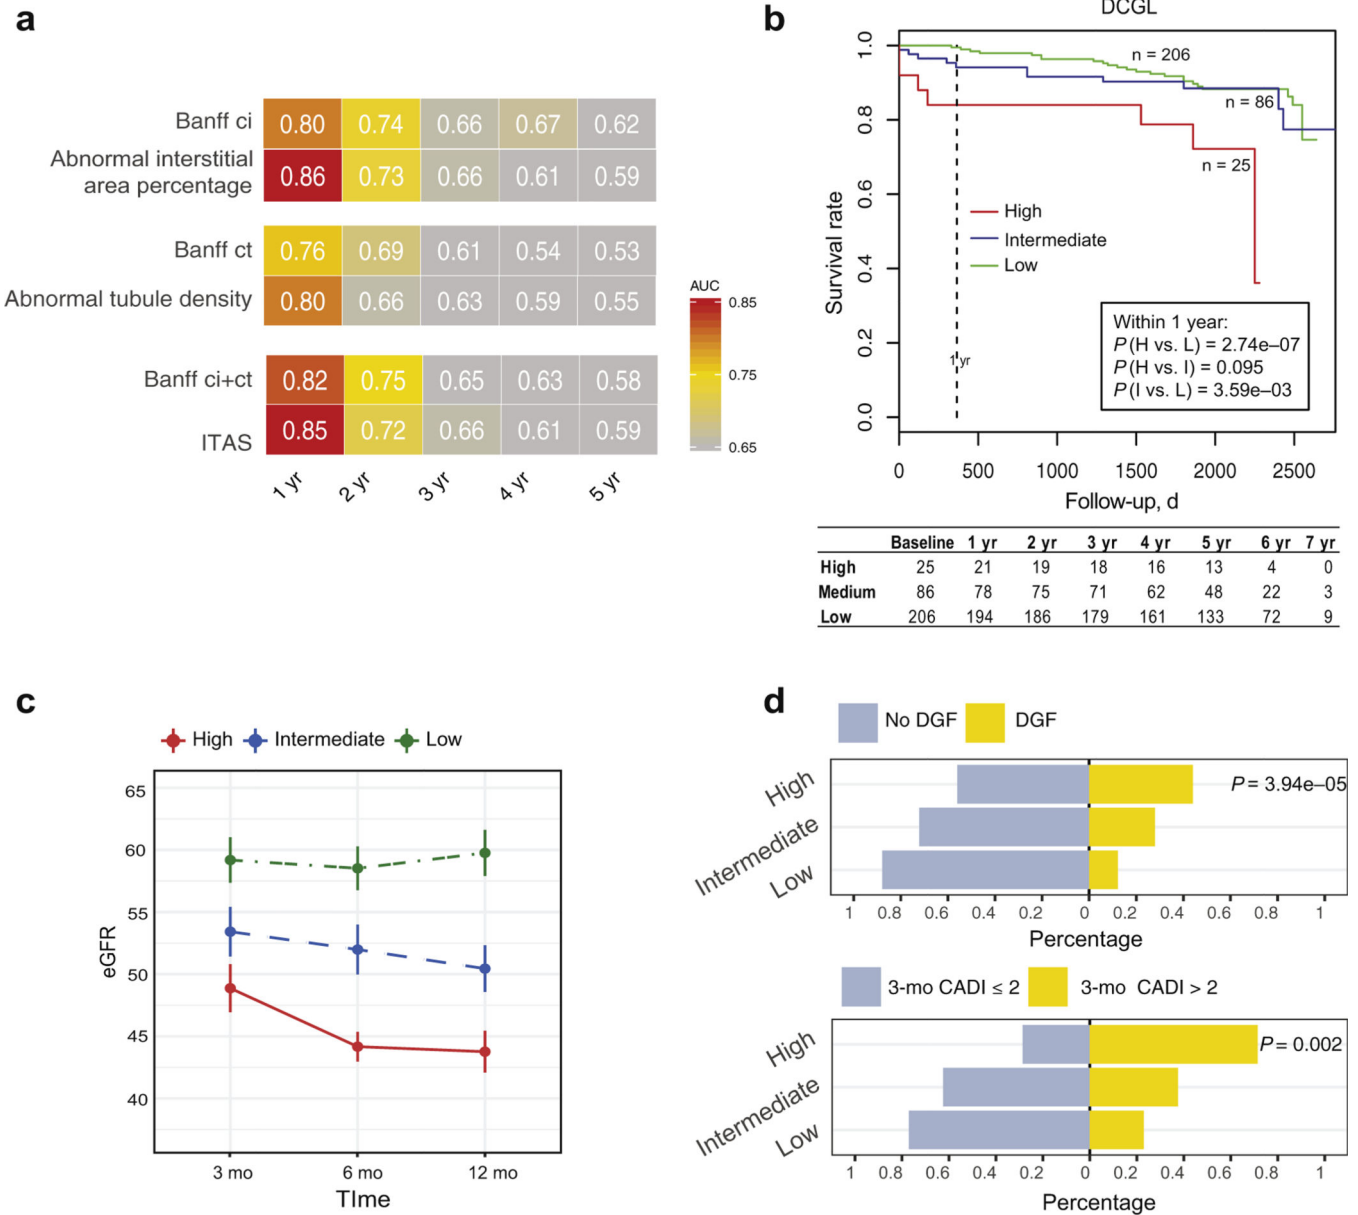 a
Banff ci
0.80 0.74 0.66 0.67 0.62
Abnormal interstitial
area percentage
0.86 0.73 0.66 0.61 0.59
Banff ct
0.76 0.69 0.61 0.54 0.53
Abnormal tubule density
0.80 0.66 0.63 0.59 0.55
Banff ci+ct
0.82 0.75 0.65 0.63 0.58
ITAS
0.85 0.72 0.66 0.61 0.59
1 yr 2 yr 3 yr 4 yr 5 yr
AUC
0.85
0.75
0.65
b
DCGL
Survival rate
1.0
0.8
0.6
0.4
0.2
0.0
n = 206
n = 86
n = 25
High
Intermediate
Low
1 yr
Within 1 year:
P (H vs. L) = 2.74e–07
P (H vs. I) = 0.095
P (I vs. L) = 3.59e–03
0 500 1000 1500 2000 2500
Follow-up, d
Baseline 1 yr 2 yr 3 yr 4 yr 5 yr 6 yr 7 yr
High 25 21 19 18 16 13 4 0
Medium 86 78 75 71 62 48 22 3
Low 206 194 186 179 161 133 72 9
c
High Intermediate Low
eGFR
65
60
55
50
45
40
3 mo 6 mo 12 mo
TIme
d
No DGF DGF
High
Intermediate
Low
P = 3.94e–05
1 0.8 0.6 0.4 0.2 0 0.2 0.4 0.6 0.8 1
Percentage
3-mo CADI ≤ 2 3-mo CADI > 2
High
Intermediate
Low
P = 0.002
1 0.8 0.6 0.4 0.2 0 0.2 0.4 0.6 0.8 1
Percentage